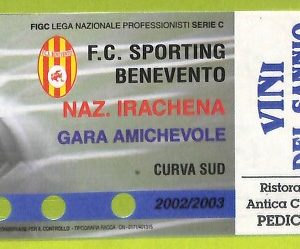 FIGC LEGA NAZIONALE PROFESSIONISTI SERIE C
F.C. SPORTING
BENEVENTO
NAZ. IRACHENA
GARA AMICHEVOLE
CURVA SUD
2002/2003
VINI
DEL SANNIO
Ristora
Antica C
PEDIC